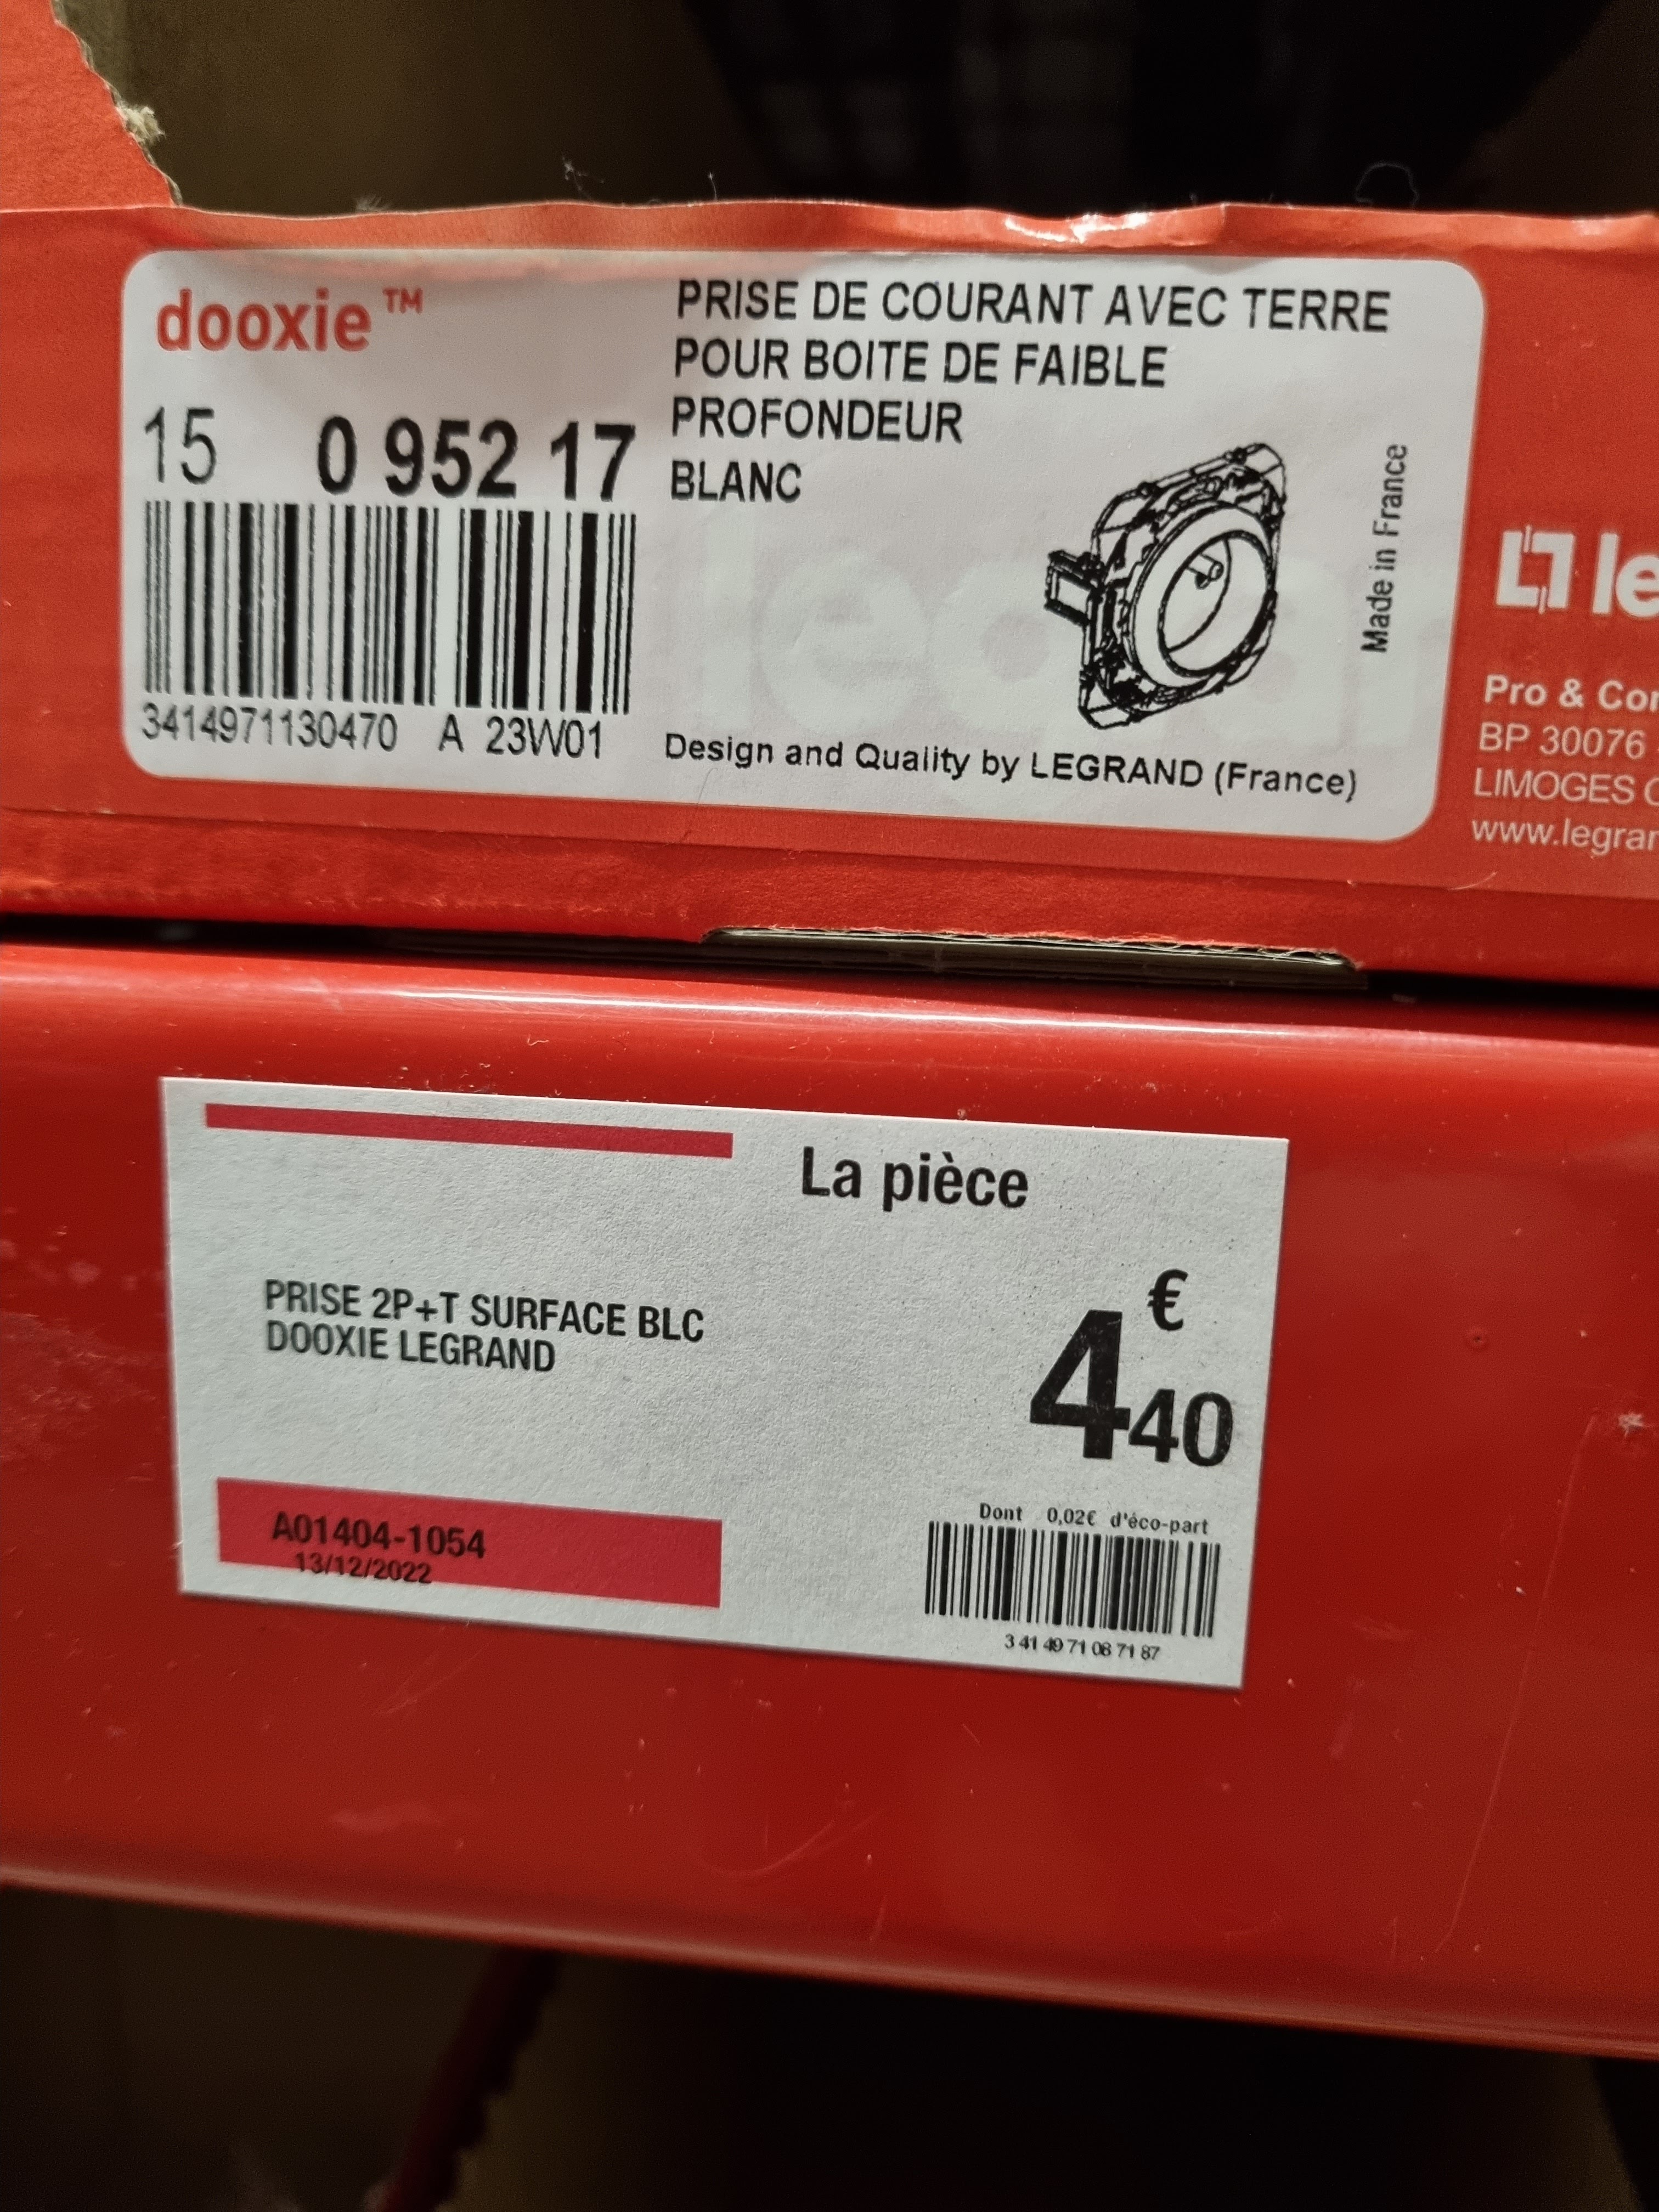 dooxie™
15 0 952 17
3414971130470 A 23W01
PRISE DE COURANT AVEC TERRE
POUR BOITE DE FAIBLE
PROFONDEUR
BLANC
Made in France
Design and Quality by LEGRAND (France)
le
Pro & Con
BP 30076
LIMOGES C
www.legran
La pièce
PRISE 2P+T SURFACE BLC
DOOXIE LEGRAND
4€40
A01404-1054
13/12/2022
Dont 0,02€ d'éco-part
3 41 49 71 08 71 87